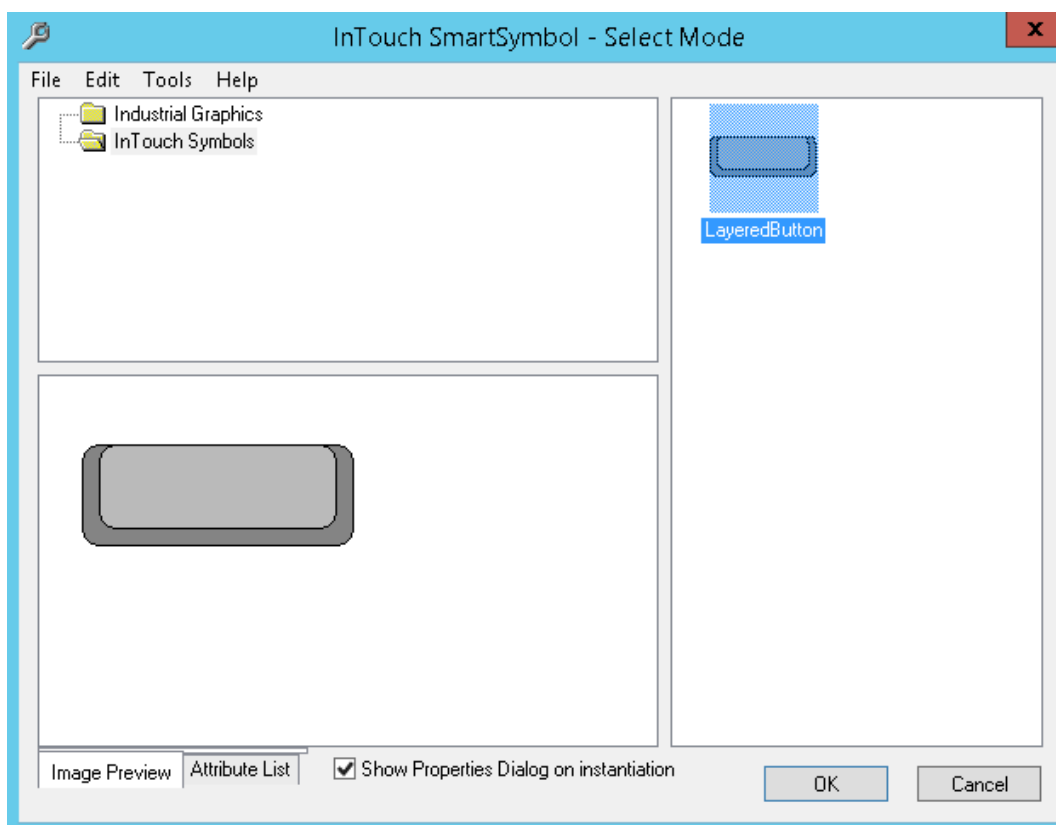 InTouch SmartSymbol - Select Mode
x
File Edit Tools Help
Industrial Graphics
InTouch Symbols
LayeredButton
Image Preview Attribute List Show Properties Dialog on instantiation
OK Cancel